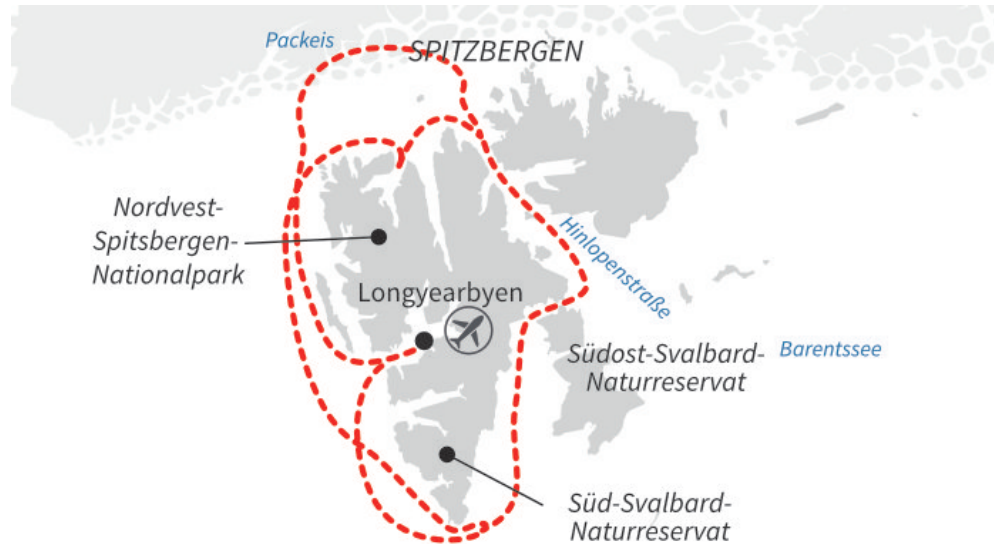 Packeis
SPITZBERGEN
Nordvest-
Spitsbergen-
Nationalpark
Hinlopenstraße
Longyearbyen
Südost-Svalbard-
Naturreservat
Barentssee
Süd-Svalbard-
Naturreservat